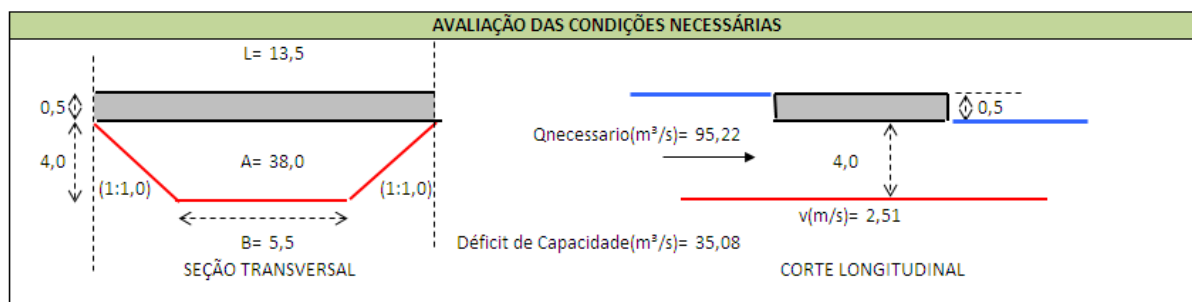 AVALIAÇÃO DAS CONDIÇÕES NECESSÁRIAS
L= 13,5
0,5
4,0
A= 38,0
(1:1,0)
(1:1,0)
B= 5,5
SEÇÃO TRANSVERSAL
0,5
Qnecessario(m³/s)= 95,22
4,0
v(m/s)= 2,51
Déficit de Capacidade(m³/s)= 35,08
CORTE LONGITUDINAL